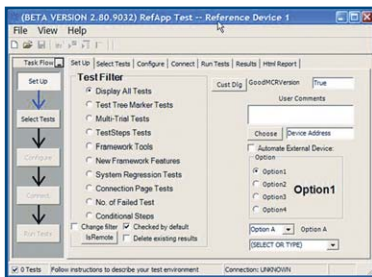 (BETA VERSION 2.80.9032) RefApp Test -- Reference Device 1
File View Help
Task Flow
Set Up
Select Tests
Configure
Connect
Run Tests
Set Up Select Tests Configure Connect Run Tests Results Html Report
Test Filter
Display All Tests
Test Tree Marker Tests
Multi-Trial Tests
TestSteps Tests
Framework Tools
New Framework Features
System Regression Tests
Connection Page Tests
No. of Failed Test
Conditional Steps
Change filter Checked by default
IsRemote Delete existing results
Cust Dlg GoodMCRVersion True
User Comments
Choose Device Address
Automate External Device:
Option
Option1
Option2
Option3
Option4
Option1
Option A Option A
(SELECT OR TYPE)
0 Tests Follow instructions to describe your test environment Connection: UNKNOWN